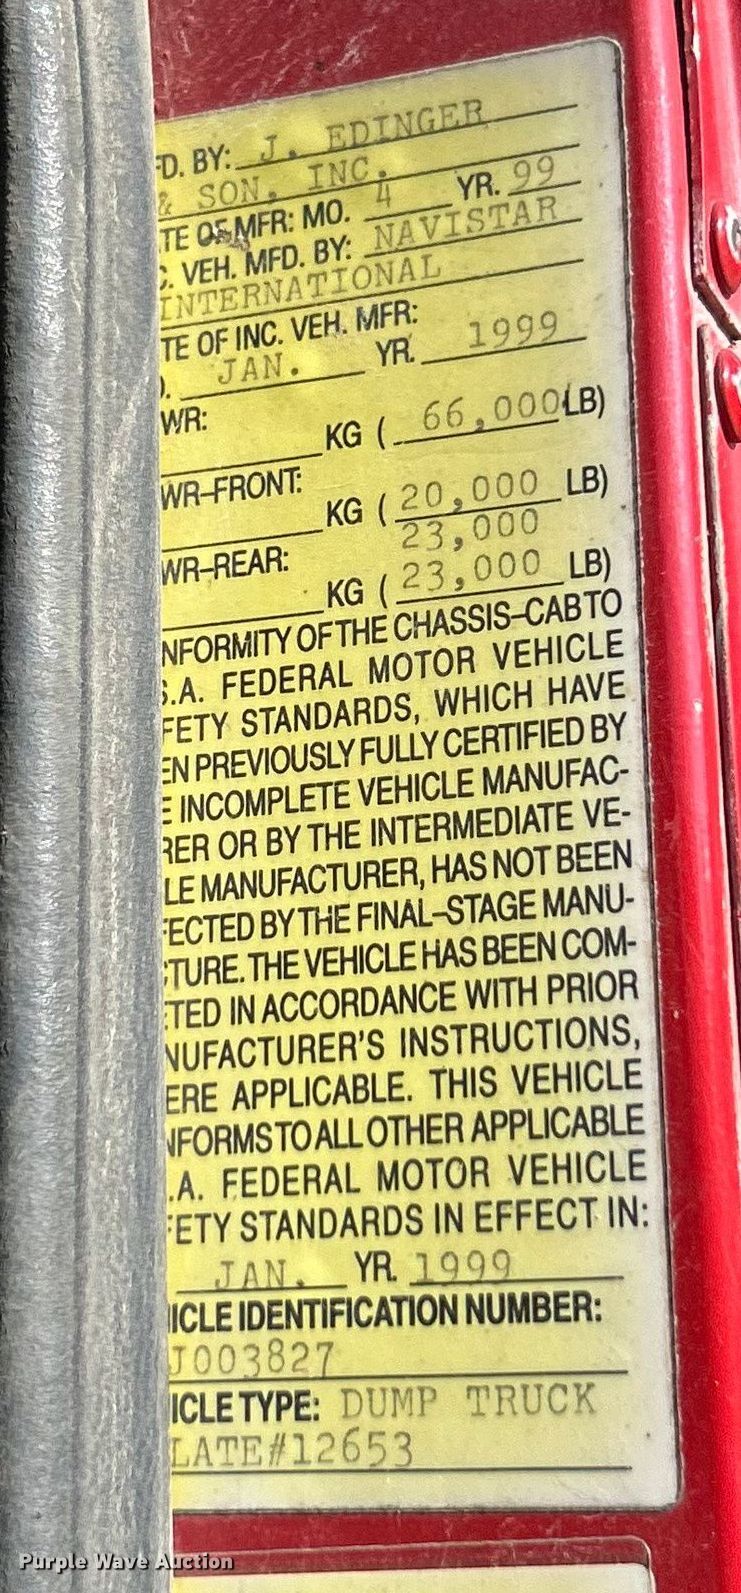 FD. BY: J. EDINGER
& SON, INC.
TE OF MFR: MO. 4 YR. 99
C. VEH. MFD. BY: NAVISTAR
INTERNATIONAL
TE OF INC. VEH. MFR:
). JAN. YR. 1999
WR:
KG ( 66,000 LB)
WR-FRONT:
KG ( 20,000 LB)
23,000
WR-REAR:
KG ( 23,000 LB)
NFORMITY OF THE CHASSIS-CAB TO
S.A. FEDERAL MOTOR VEHICLE
FETY STANDARDS, WHICH HAVE
EN PREVIOUSLY FULLY CERTIFIED BY
E INCOMPLETE VEHICLE MANUFAC-
RER OR BY THE INTERMEDIATE VE-
LE MANUFACTURER, HAS NOT BEEN
FECTED BY THE FINAL-STAGE MANU-
CTURE. THE VEHICLE HAS BEEN COM-
ETED IN ACCORDANCE WITH PRIOR
NUFACTURER'S INSTRUCTIONS,
ERE APPLICABLE. THIS VEHICLE
NFORMS TO ALL OTHER APPLICABLE
.A. FEDERAL MOTOR VEHICLE
FETY STANDARDS IN EFFECT IN:
JAN. YR. 1999
ICLE IDENTIFICATION NUMBER:
J003827
ICLE TYPE: DUMP TRUCK
LATE#12653
Purple Wave Auction